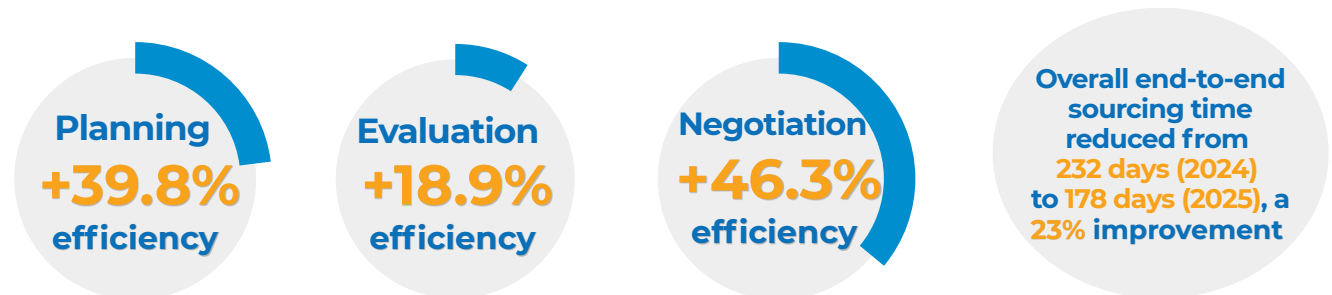 Planning
+39.8%
efficiency
Evaluation
+18.9%
efficiency
Negotiation
+46.3%
efficiency
Overall end-to-end
sourcing time
reduced from
232 days (2024)
to 178 days (2025), a
23% improvement